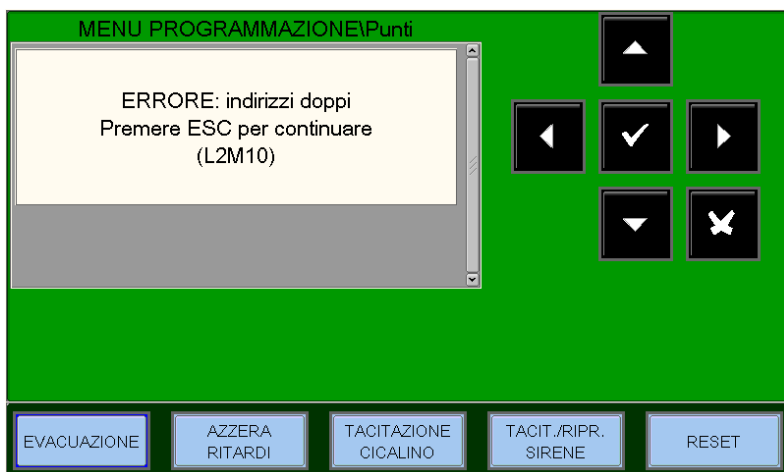 MENU PROGRAMMAZIONE\Punti
ERRORE: indirizzi doppi
Premere ESC per continuare
(L2M10)
EVACUAZIONE
AZZERA
RITARDI
TACITAZIONE
CICALINO
TACIT./RIPR.
SIRENE
RESET